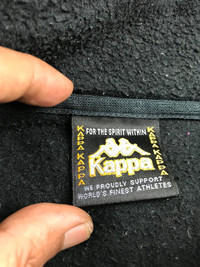 FOR THE SPIRIT WITHIN
KAPPA KAPPA
Kappa
KAPPA KAPPA
WE PROUDLY SUPPORT
WORLD'S FINEST ATHLETES